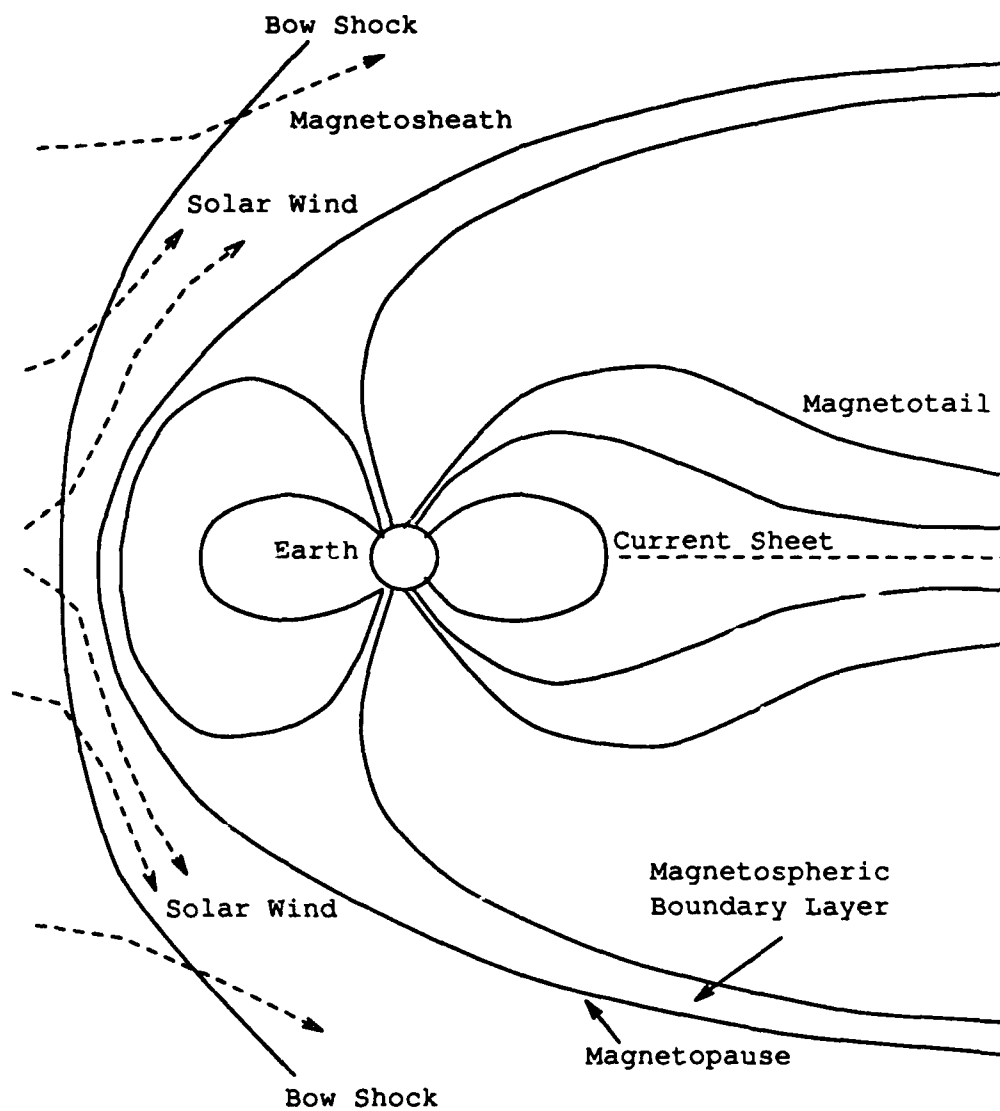 Bow Shock
Magnetosheath
Solar Wind
Magnetotail
Earth
Current Sheet
Magnetospheric
Boundary Layer
Solar Wind
Magnetopause
Bow Shock